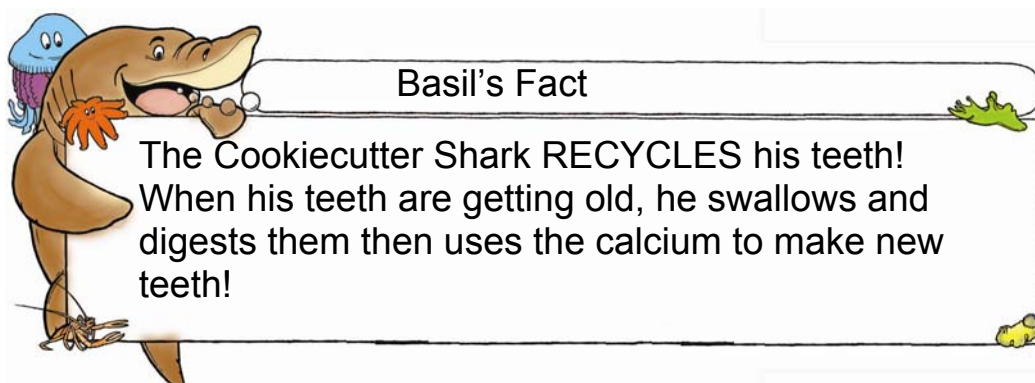 Basil's Fact
The Cookiecutter Shark RECYCLES his teeth!
When his teeth are getting old, he swallows and
digests them then uses the calcium to make new
teeth!